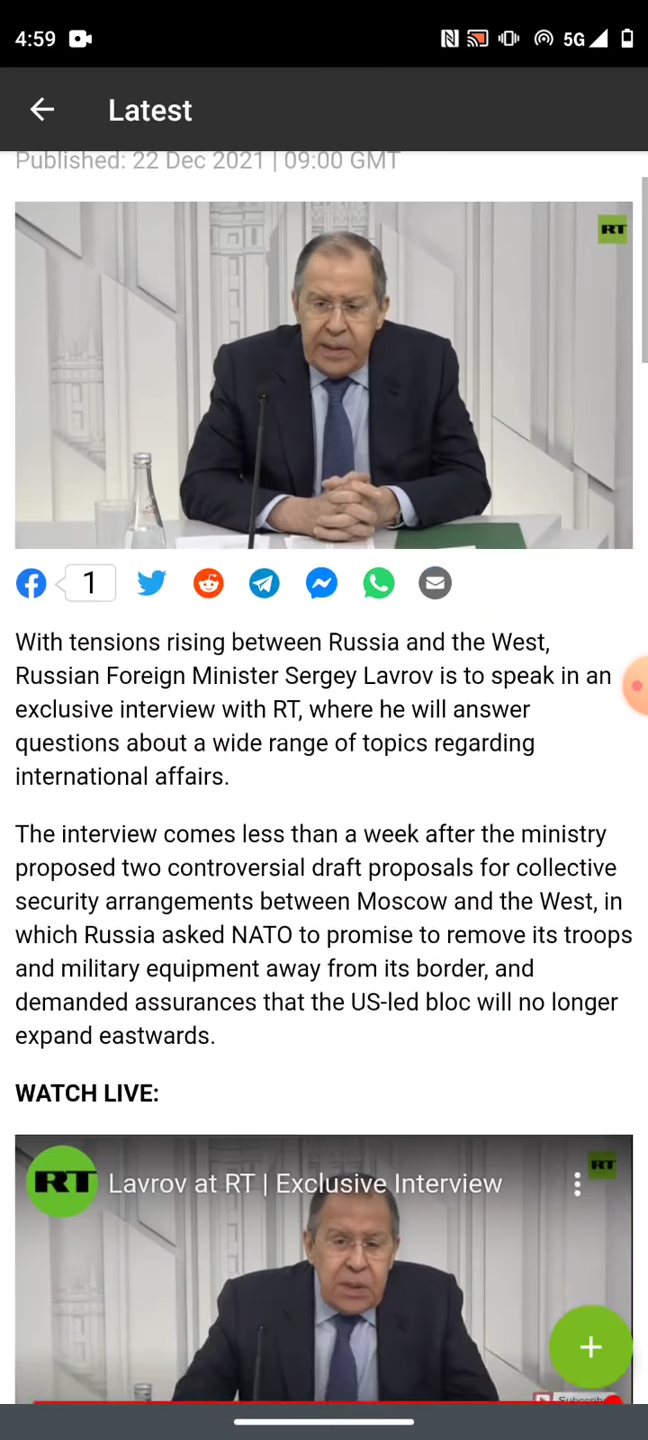 4:59
5G
Latest
Published: 22 Dec 2021 | 09:00 GMT
RT
1
With tensions rising between Russia and the West,
Russian Foreign Minister Sergey Lavrov is to speak in an
exclusive interview with RT, where he will answer
questions about a wide range of topics regarding
international affairs.
The interview comes less than a week after the ministry
proposed two controversial draft proposals for collective
security arrangements between Moscow and the West, in
which Russia asked NATO to promise to remove its troops
and military equipment away from its border, and
demanded assurances that the US-led bloc will no longer
expand eastwards.
WATCH LIVE:
RT
RT Lavrov at RT | Exclusive Interview